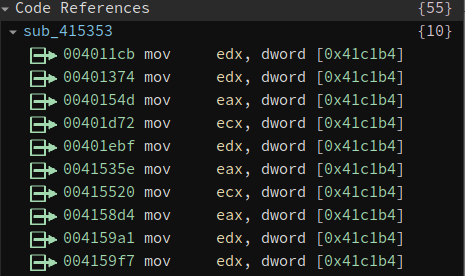 Code References {55}
sub_415353 {10}
004011cb mov edx, dword [0x41c1b4]
00401374 mov edx, dword [0x41c1b4]
0040154d mov eax, dword [0x41c1b4]
00401d72 mov ecx, dword [0x41c1b4]
00401ebf mov edx, dword [0x41c1b4]
0041535e mov eax, dword [0x41c1b4]
00415520 mov ecx, dword [0x41c1b4]
004158d4 mov eax, dword [0x41c1b4]
004159a1 mov edx, dword [0x41c1b4]
004159f7 mov edx, dword [0x41c1b4]